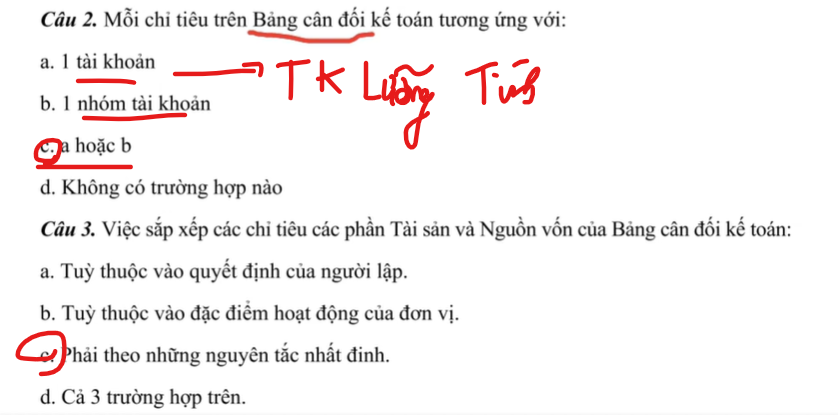 Câu 2. Mỗi chỉ tiêu trên Bảng cân đối kế toán tương ứng với:
a. 1 tài khoản → TK Lưỡng Tính
b. 1 nhóm tài khoản
c. a hoặc b
d. Không có trường hợp nào
Câu 3. Việc sắp xếp các chỉ tiêu các phần Tài sản và Nguồn vốn của Bảng cân đối kế toán:
a. Tuỳ thuộc vào quyết định của người lập.
b. Tuỳ thuộc vào đặc điểm hoạt động của đơn vị.
c. Phải theo những nguyên tắc nhất đinh.
d. Cả 3 trường hợp trên.